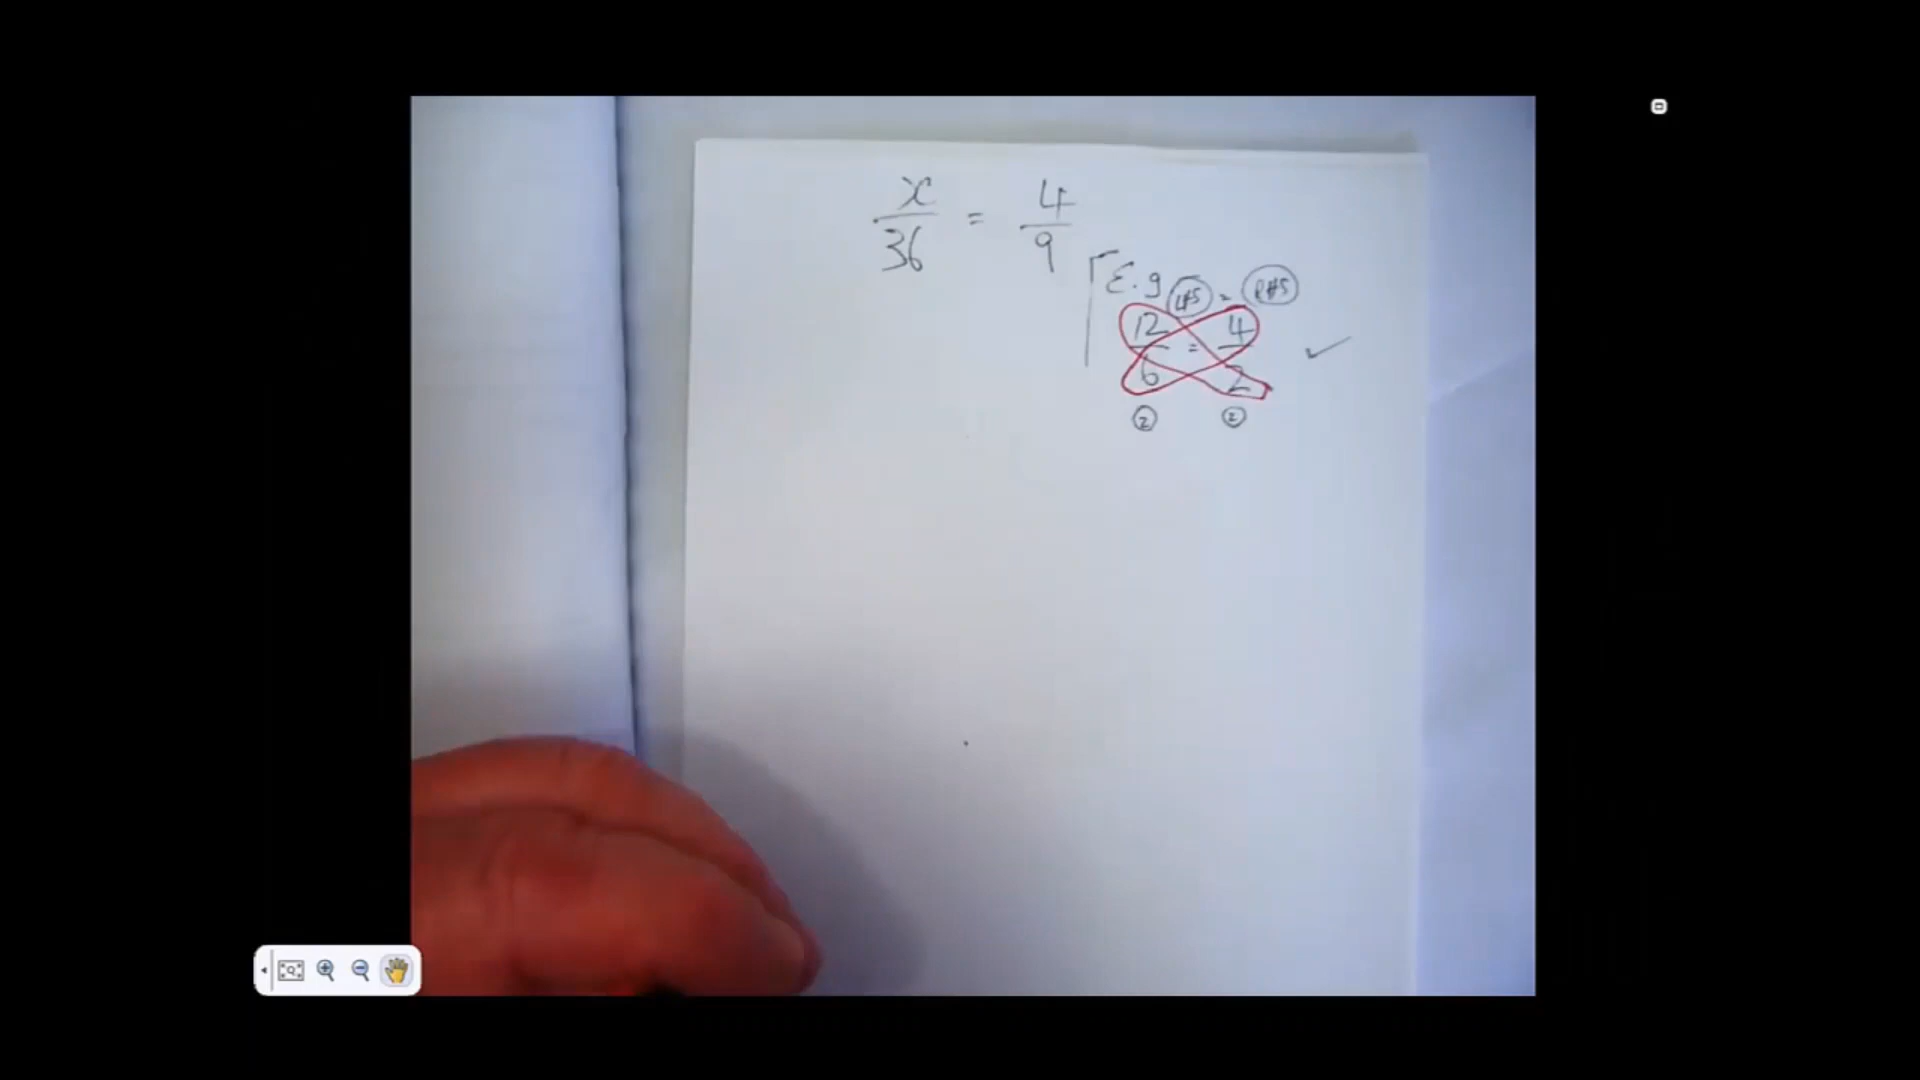 x/36 = 4/9
E.g LHS = RHS
12/6 = 4/2 ✓
② ②